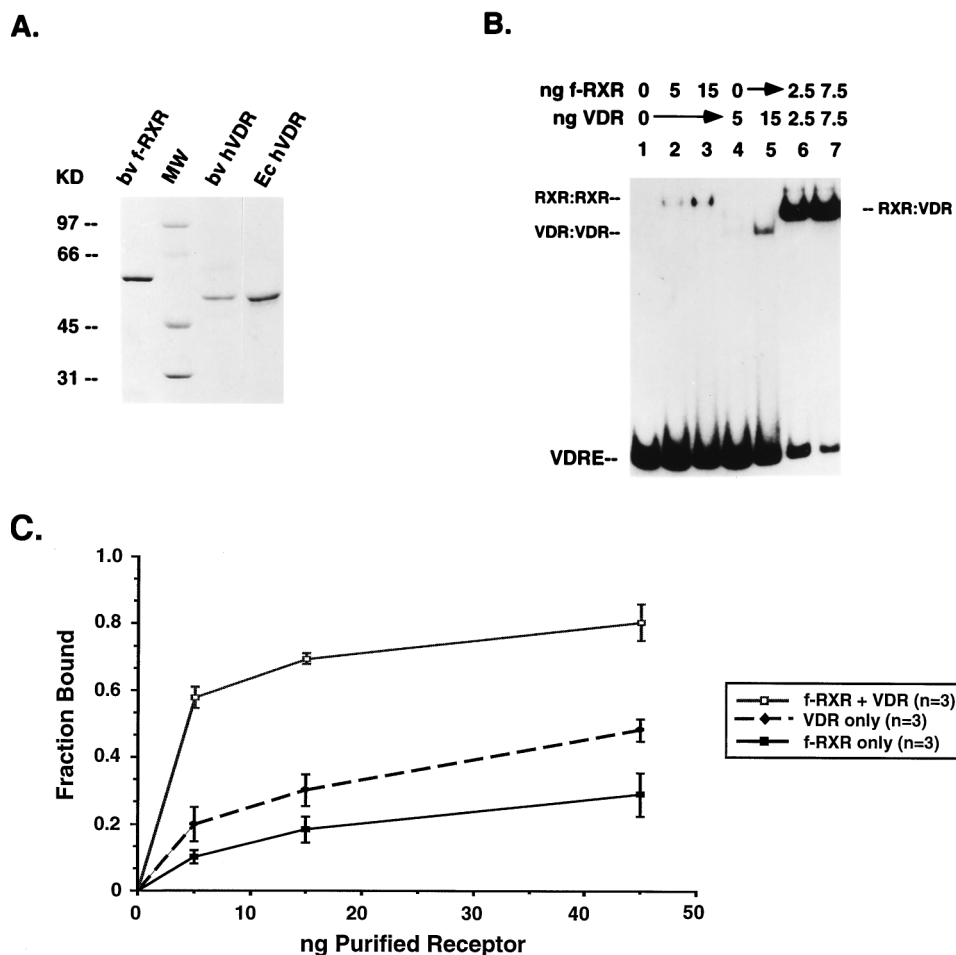 A.
bv f-RXR
MW
bv hVDR
Ec hVDR
KD
97 --
66 --
45 --
31 --
B.
ng f-RXR 0 5 15 0 2.5 7.5
ng VDR 0 5 15 2.5 7.5
1 2 3 4 5 6 7
RXR:RXR--
VDR:VDR--
-- RXR:VDR
VDRE--
C.
Fraction Bound
1.0
0.8
0.6
0.4
0.2
0
0 10 20 30 40 50
ng Purified Receptor
f-RXR + VDR (n=3)
VDR only (n=3)
f-RXR only (n=3)